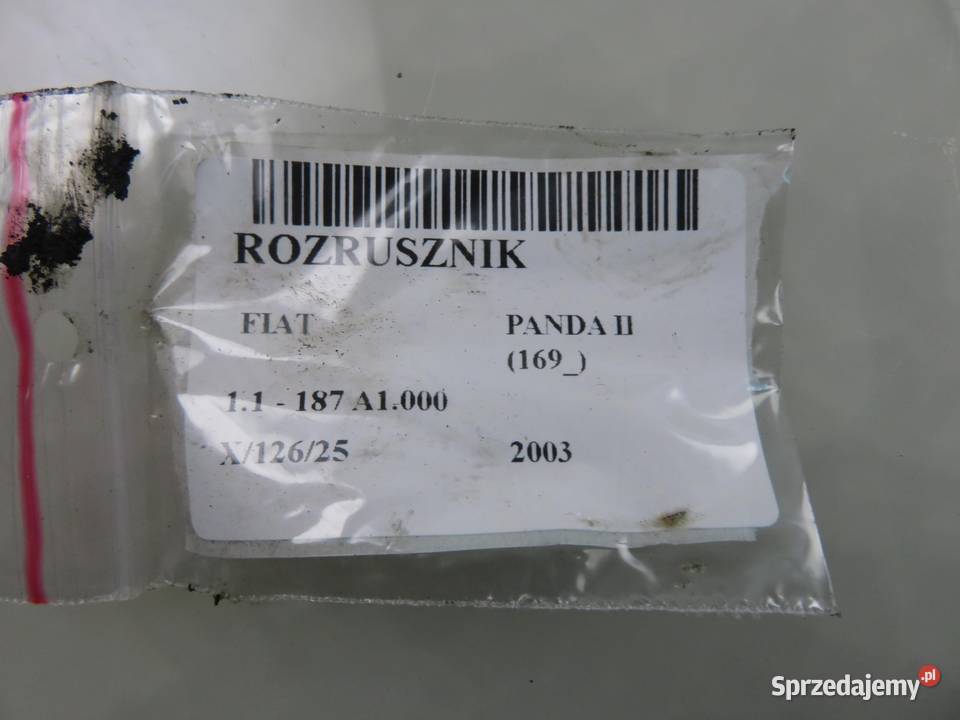 ROZRUSZNIK
FIAT PANDA II
(169_)
1.1 - 187 A1.000
X/126/25 2003
Sprzedajemy.pl